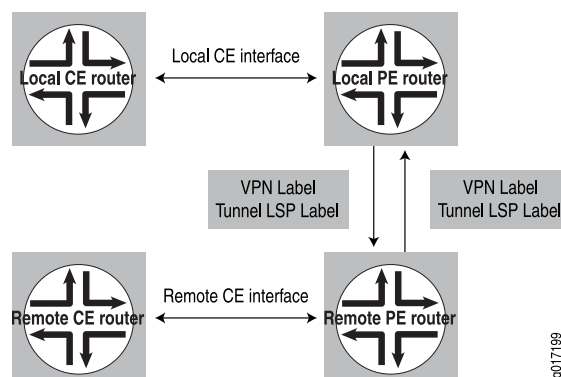 Local CE interface
Local CE router
Local PE router
VPN Label
Tunnel LSP Label
VPN Label
Tunnel LSP Label
Remote CE interface
Remote CE router
Remote PE router
g017199